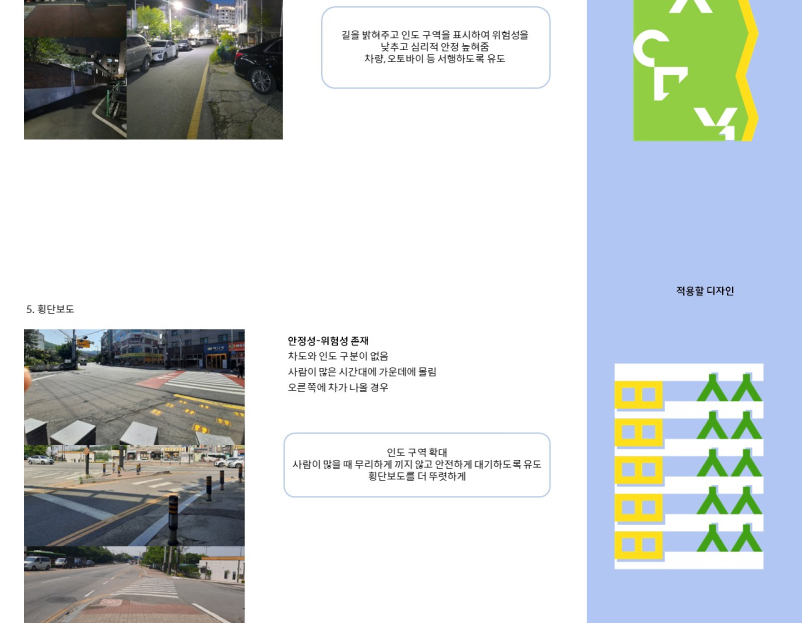 길을 밝혀주고 인도 구역을 표시하여 위험성을
낮추고 심리적 안정 높혀줌
차량, 오토바이 등 서행하도록 유도
적용할 디자인
5. 횡단보도
안정성-위험성 존재
차도와 인도 구분이 없음
사람이 많은 시간대에 가운데에 몰림
오른쪽에 차가 나올 경우
인도 구역 확대
사람이 많을 때 무리하게 끼지 않고 안전하게 대기하도록 유도
횡단보도를 더 뚜렷하게